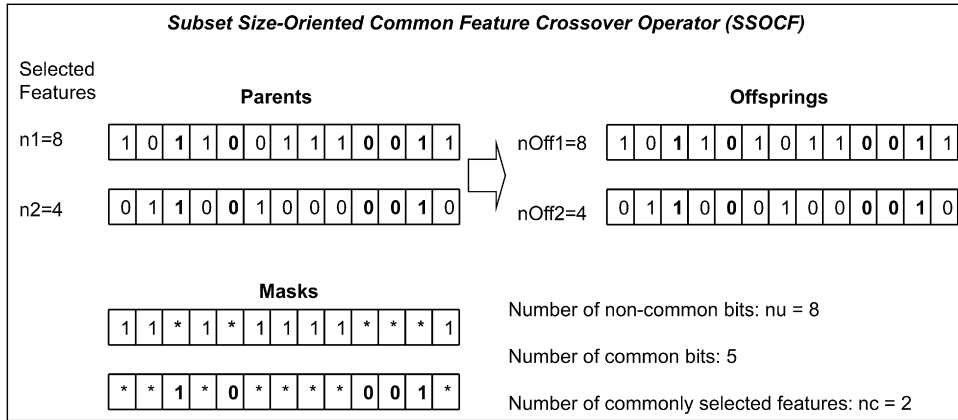 Subset Size-Oriented Common Feature Crossover Operator (SSOCF)
Selected
Features
Parents
Offsprings
n1=8
1 0 1 1 0 0 1 1 1 0 0 1 1
nOff1=8
1 0 1 1 0 1 0 1 1 0 0 1 1
n2=4
0 1 1 0 0 1 0 0 0 0 0 1 0
nOff2=4
0 1 1 0 0 0 1 0 0 0 0 1 0
Masks
1 1 * 1 * 1 1 1 1 * * * 1
Number of non-common bits: nu = 8
Number of common bits: 5
* * 1 * 0 * * * * 0 0 1 *
Number of commonly selected features: nc = 2